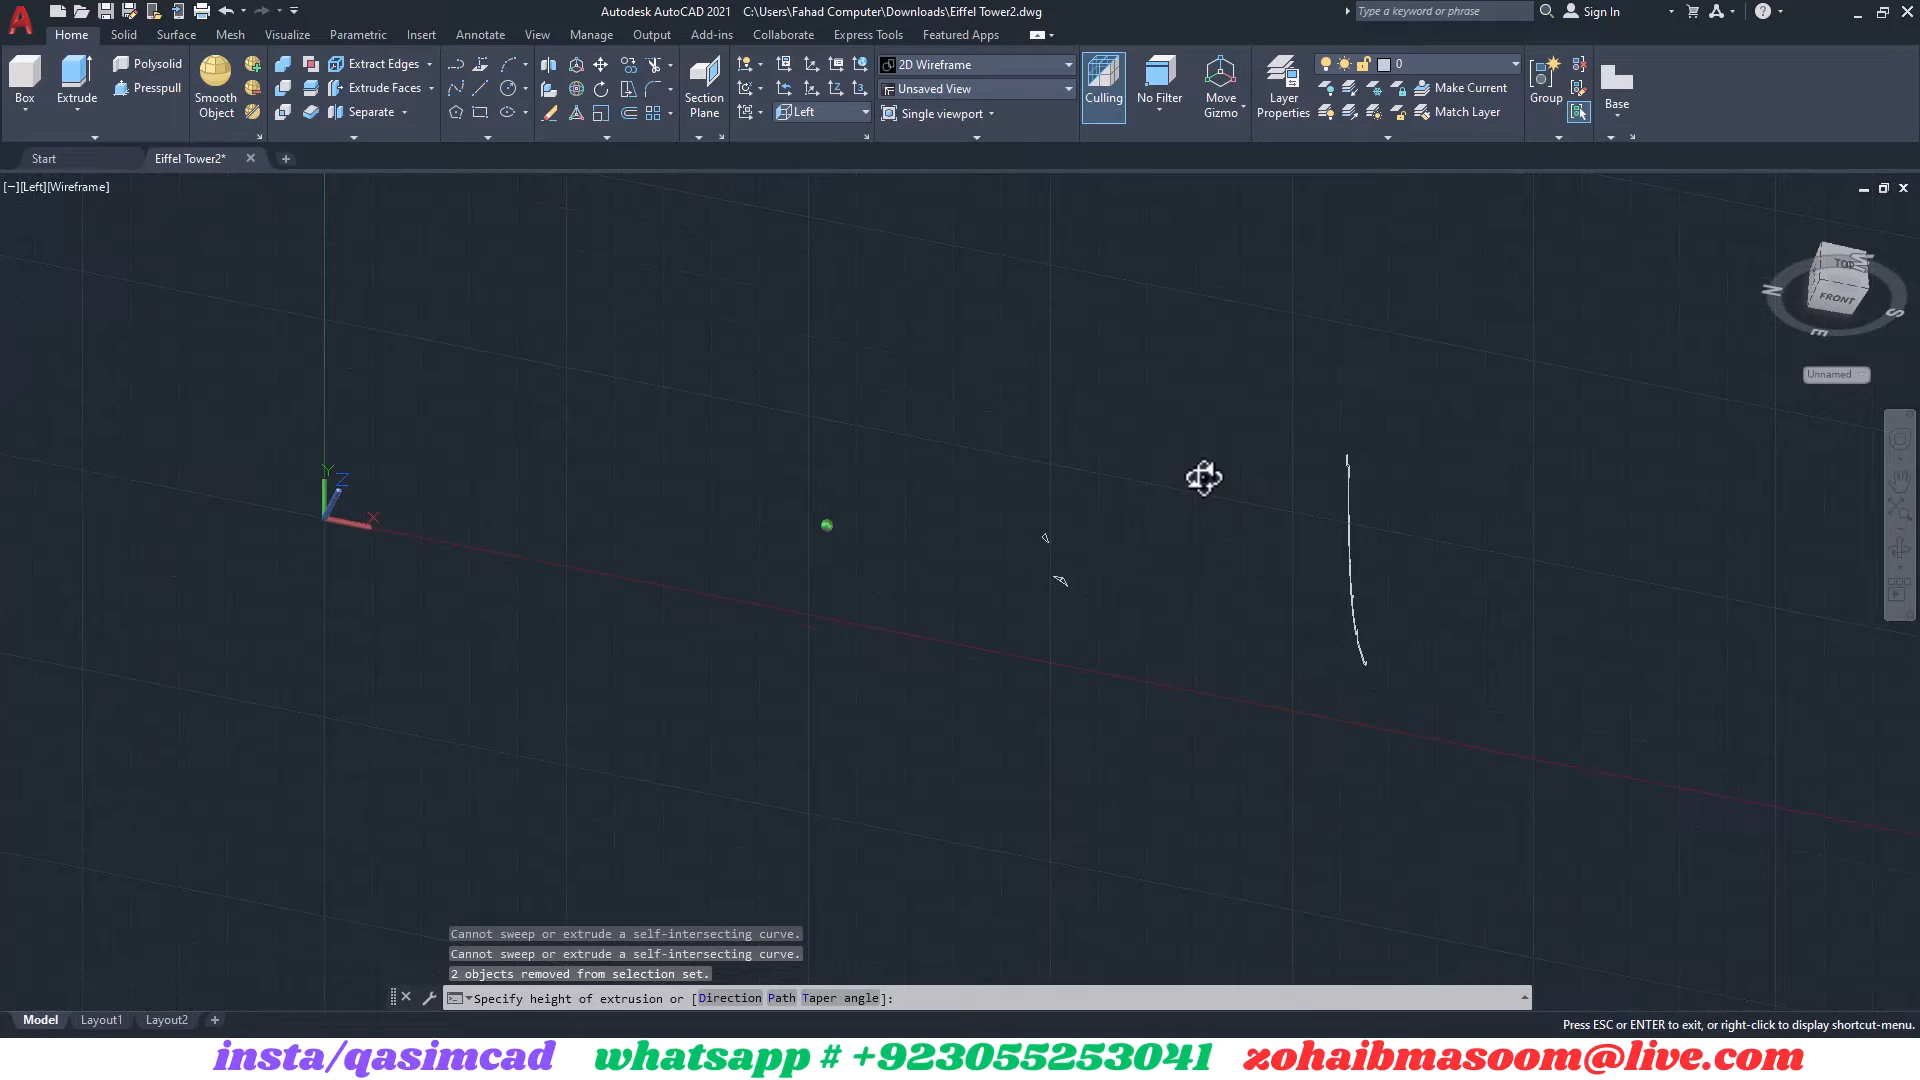 Autodesk AutoCAD 2021 C:\Users\Fahad Computer\Downloads\Eiffel Tower2.dwg
Type a keyword or phrase
Sign In
Home Solid Surface Mesh Visualize Parametric Insert Annotate View Manage Output Add-ins Collaborate Express Tools Featured Apps
Box
Extrude
Polysolid
Presspull
Smooth
Object
Extract Edges
Extrude Faces
Separate
Section
Plane
Left
2D Wireframe
Unsaved View
Single viewport
Culling
No Filter
Move
Gizmo
Layer
Properties
0
Make Current
Match Layer
Group
Base
Start
Eiffel Tower2*
[−][Left][Wireframe]
TOP
FRONT
N
W
S
E
Unnamed
Y
Z
X
Cannot sweep or extrude a self-intersecting curve.
Cannot sweep or extrude a self-intersecting curve.
2 objects removed from selection set.
Specify height of extrusion or [Direction Path Taper angle]:
Model Layout1 Layout2
Press ESC or ENTER to exit, or right-click to display shortcut-menu.
insta/qasimcad whatsapp # +923055253041 zohaibmasoom@live.com